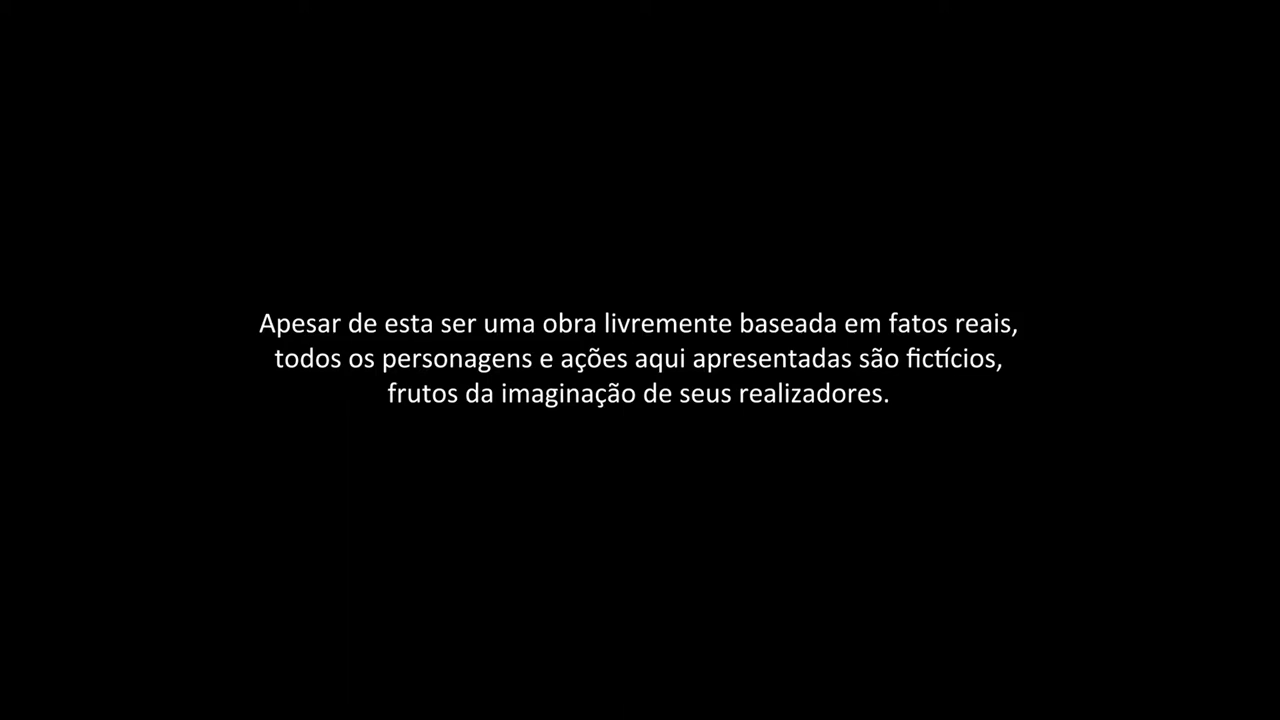 Apesar de esta ser uma obra livremente baseada em fatos reais,
todos os personagens e ações aqui apresentadas são fictícios,
frutos da imaginação de seus realizadores.